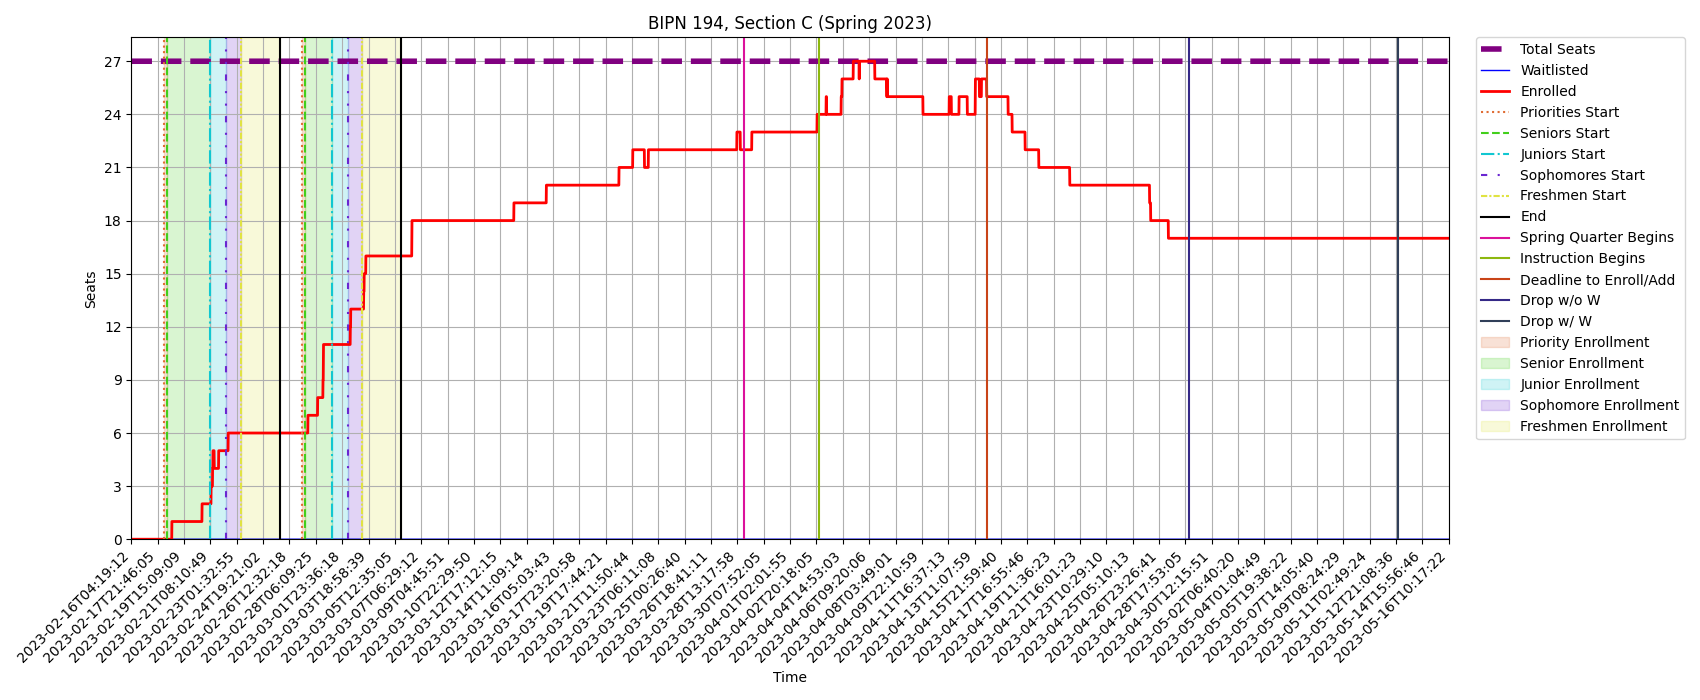 BIPN 194, Section C (Spring 2023)
Seats
27
24
21
18
15
12
9
6
3
0
2023-02-16T04:19:12
2023-02-17T21:46:05
2023-02-19T15:09:09
2023-02-21T08:10:49
2023-02-23T01:32:55
2023-02-24T19:21:02
2023-02-26T12:32:18
2023-02-28T06:09:25
2023-03-01T23:36:18
2023-03-03T18:58:39
2023-03-05T12:35:05
2023-03-07T06:29:12
2023-03-09T04:45:51
2023-03-10T22:29:50
2023-03-12T17:12:15
2023-03-14T11:09:14
2023-03-16T05:03:43
2023-03-17T23:20:58
2023-03-19T17:44:21
2023-03-21T11:50:44
2023-03-23T06:11:08
2023-03-25T00:26:40
2023-03-26T18:41:11
2023-03-28T13:17:58
2023-03-30T07:52:05
2023-04-01T02:01:55
2023-04-02T20:18:05
2023-04-04T14:53:03
2023-04-06T09:20:06
2023-04-08T03:49:01
2023-04-09T22:10:59
2023-04-11T16:37:13
2023-04-13T11:07:59
2023-04-15T21:59:40
2023-04-17T16:55:46
2023-04-19T11:36:23
2023-04-21T06:01:23
2023-04-23T10:29:10
2023-04-25T05:10:13
2023-04-26T23:26:41
2023-04-28T17:53:05
2023-04-30T12:15:51
2023-05-02T06:40:20
2023-05-04T01:04:49
2023-05-05T19:38:22
2023-05-07T14:05:40
2023-05-09T08:24:29
2023-05-11T02:49:24
2023-05-12T21:08:36
2023-05-14T15:56:46
2023-05-16T10:17:22
Time
Total Seats
Waitlisted
Enrolled
Priorities Start
Seniors Start
Juniors Start
Sophomores Start
Freshmen Start
End
Spring Quarter Begins
Instruction Begins
Deadline to Enroll/Add
Drop w/o W
Drop w/ W
Priority Enrollment
Senior Enrollment
Junior Enrollment
Sophomore Enrollment
Freshmen Enrollment